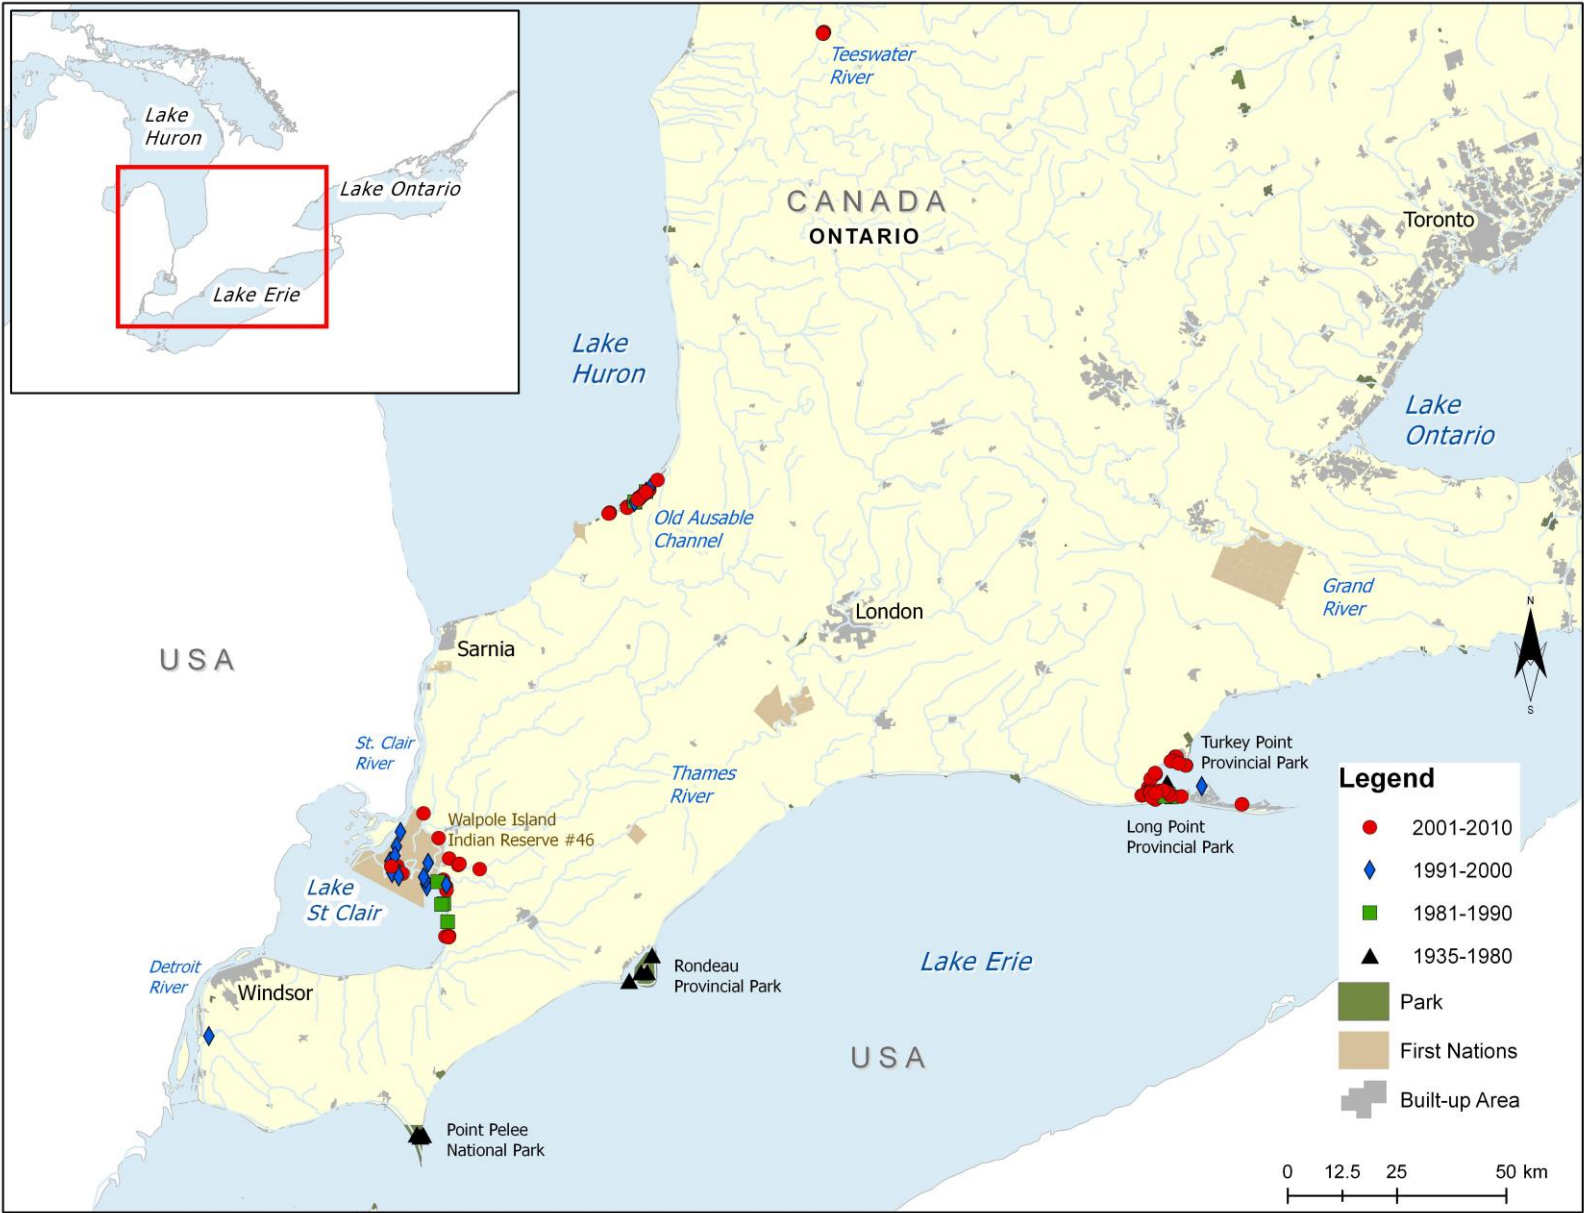 Lake
Huron
Lake Ontario
Lake Erie
Teeswater
River
CANADA
ONTARIO
Toronto
Lake
Huron
Lake
Ontario
Old Ausable
Channel
Grand
River
London
Sarnia
USA
N
S
St. Clair
River
Thames
River
Turkey Point
Provincial Park
Long Point
Provincial Park
Walpole Island
Indian Reserve #46
Lake
St Clair
Detroit
River
Windsor
Rondeau
Provincial Park
Lake Erie
USA
Point Pelee
National Park
Legend
2001-2010
1991-2000
1981-1990
1935-1980
Park
First Nations
Built-up Area
0 12.5 25 50 km